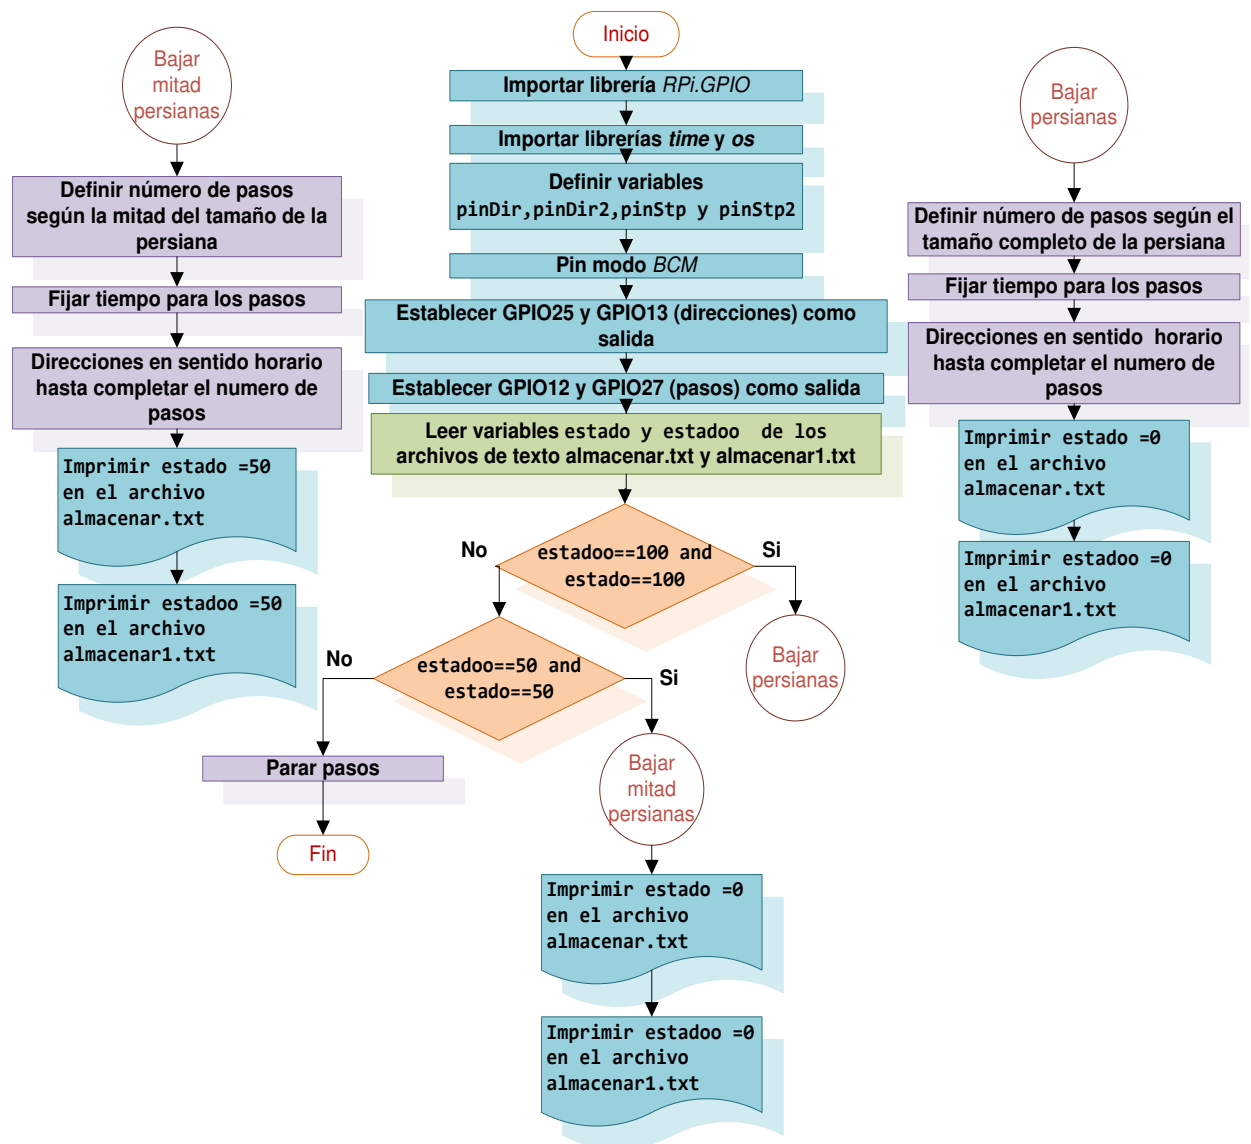 Bajar
mitad
persianas
Definir número de pasos
según la mitad del tamaño de la
persiana
Fijar tiempo para los pasos
Direcciones en sentido horario
hasta completar el numero de
pasos
Imprimir estado =50
en el archivo
almacenar.txt
Imprimir estadoo =50
en el archivo
almacenar1.txt
Inicio
Importar librería RPi.GPIO
Importar librerías time y os
Definir variables
pinDir,pinDir2,pinStp y pinStp2
Pin modo BCM
Establecer GPIO25 y GPIO13 (direcciones) como
salida
Establecer GPIO12 y GPIO27 (pasos) como salida
Leer variables estado y estadoo de los
archivos de texto almacenar.txt y almacenar1.txt
No
estadoo==100 and
estado==100
Si
Bajar
persianas
No
estadoo==50 and
estado==50
Si
Parar pasos
Fin
Bajar
mitad
persianas
Imprimir estado =0
en el archivo
almacenar.txt
Imprimir estadoo =0
en el archivo
almacenar1.txt
Bajar
persianas
Definir número de pasos según el
tamaño completo de la persiana
Fijar tiempo para los pasos
Direcciones en sentido horario
hasta completar el numero de
pasos
Imprimir estado =0
en el archivo
almacenar.txt
Imprimir estadoo =0
en el archivo
almacenar1.txt